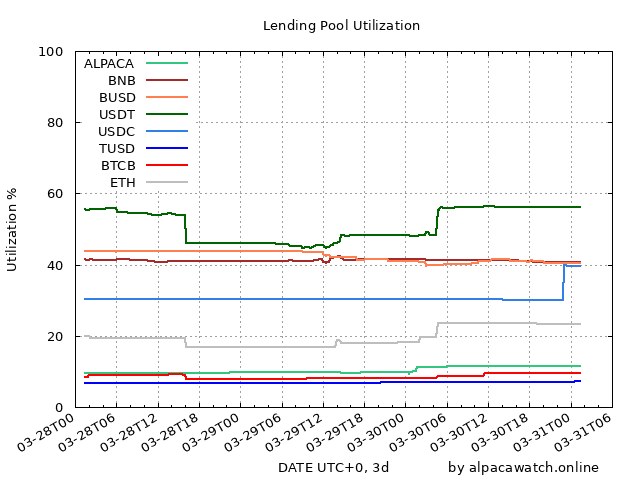 Lending Pool Utilization
Utilization %
100
80
60
40
20
0
ALPACA
BNB
BUSD
USDT
USDC
TUSD
BTCB
ETH
03-28T00
03-28T06
03-28T12
03-28T18
03-29T00
03-29T06
03-29T12
03-29T18
03-30T00
03-30T06
03-30T12
03-30T18
03-31T00
03-31T06
DATE UTC+0, 3d
by alpacawatch.online